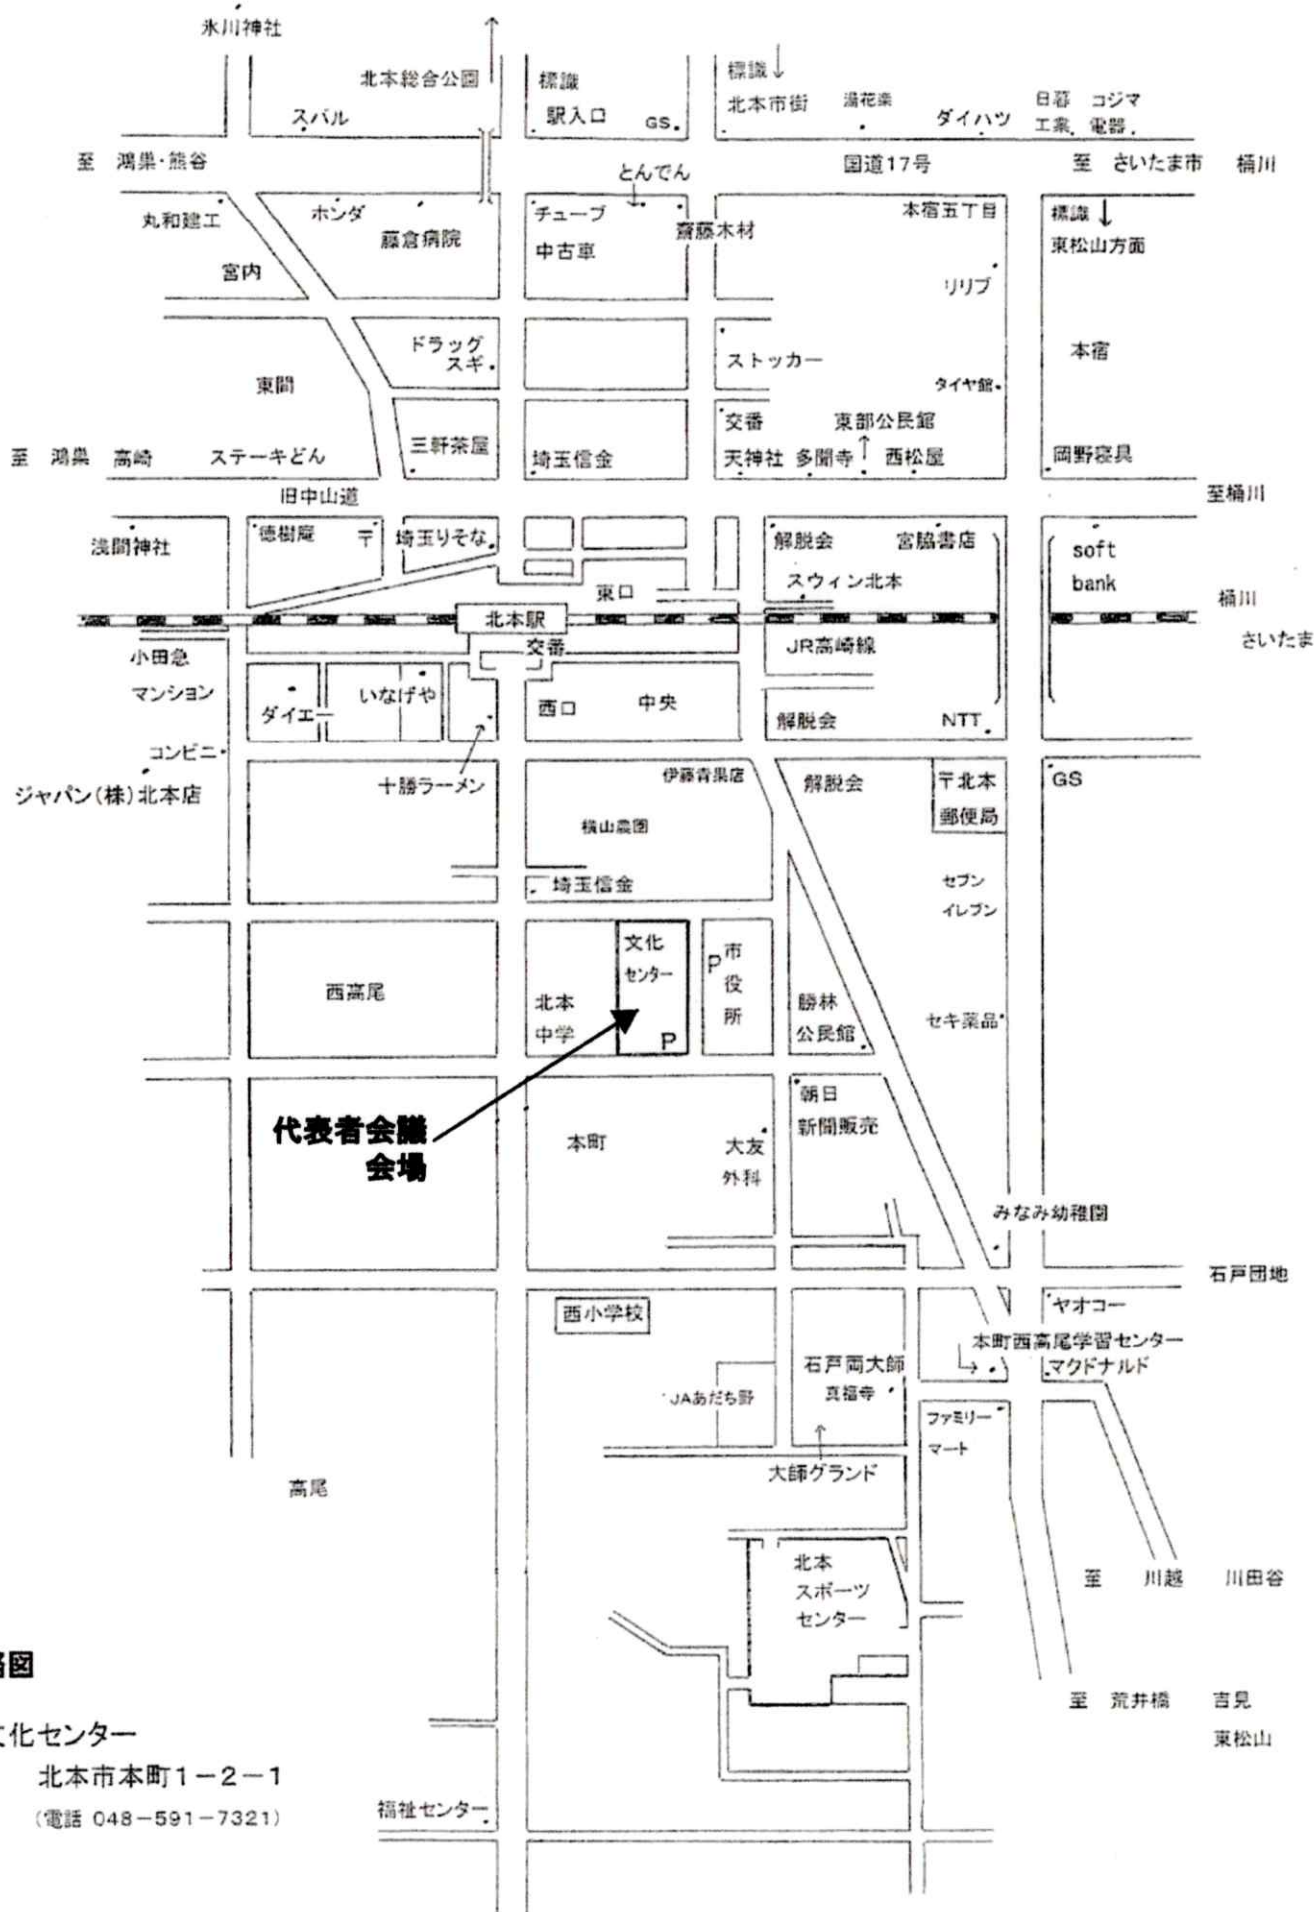 氷川神社
北本総合公園
標識
標識
スバル
駅入口
GS
北本市街
湯花楽
ダイハツ
日暮
工業
コジマ
電器
至 鴻巣・熊谷
国道17号
至 さいたま市 桶川
とんでん
丸和建工
ホンダ
藤倉病院
チューブ
中古車
齋藤木材
本宿五丁目
標識
東松山方面
宮内
リリブ
ドラッグ
スギ
ストッカー
本宿
東間
タイヤ館
交番
東部公民館
至 鴻巣 高崎
ステーキどん
三軒茶屋
埼玉信金
天神社
多聞寺
西松屋
岡野寝具
旧中山道
至桶川
浅間神社
徳樹庵
〒
埼玉りそな
解脱会
宮脇書店
soft
bank
東口
スウィン北本
桶川
さいたま
北本駅
交番
JR高崎線
小田急
マンション
ダイエー
いなげや
西口
中央
解脱会
NTT
コンビニ
ジャパン(株)北本店
十勝ラーメン
伊藤青果店
解脱会
〒北本
郵便局
GS
横山農園
埼玉信金
セブン
イレブン
西高尾
北本
中学
文化
センター
P
P
市
役
所
勝林
公民館
セキ薬品
代表者会議
会場
本町
大友
外科
朝日
新聞販売
みなみ幼稚園
石戸団地
西小学校
ヤオコー
本町西高尾学習センター
マクドナルド
石戸両大師
真福寺
JAあだち野
ファミリー
マート
大師グランド
高尾
北本
スポーツ
センター
至 川越 川田谷
至 荒井橋 吉見
東松山
図
化センター
北本市本町1-2-1
(電話 048-591-7321)
福祉センター